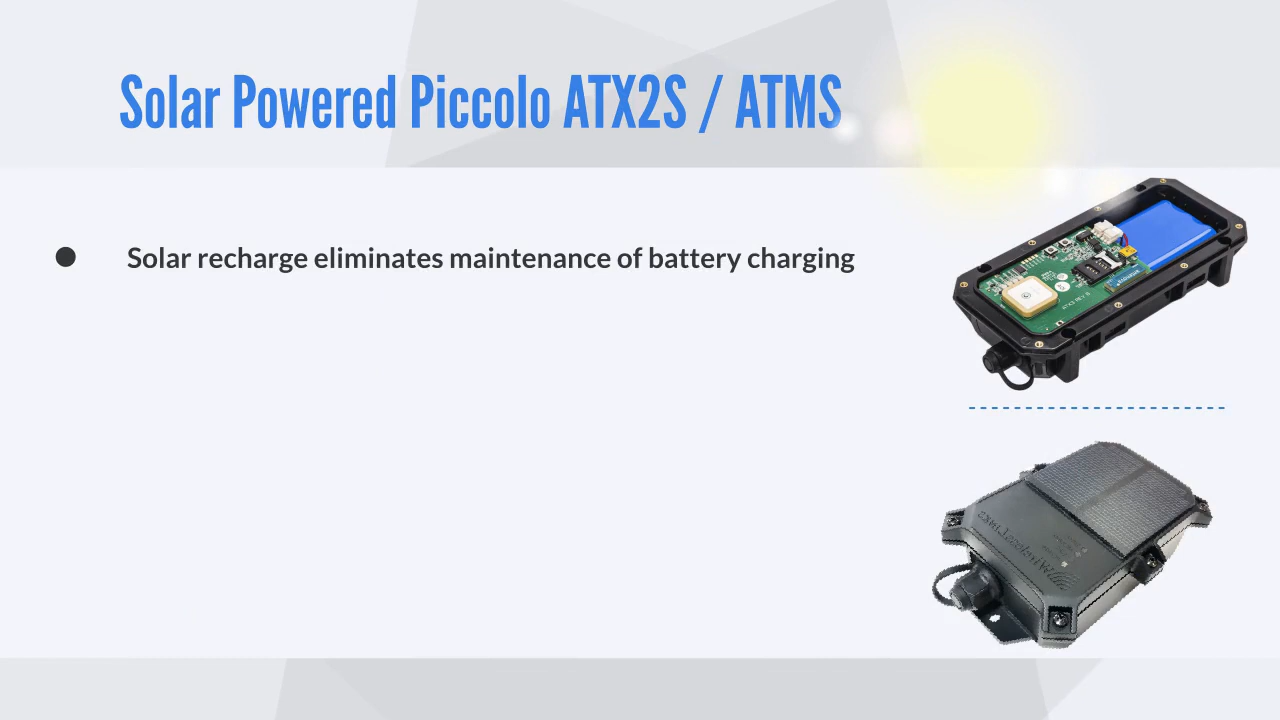 Solar Powered Piccolo ATX2S / ATMS
Solar recharge eliminates maintenance of battery charging